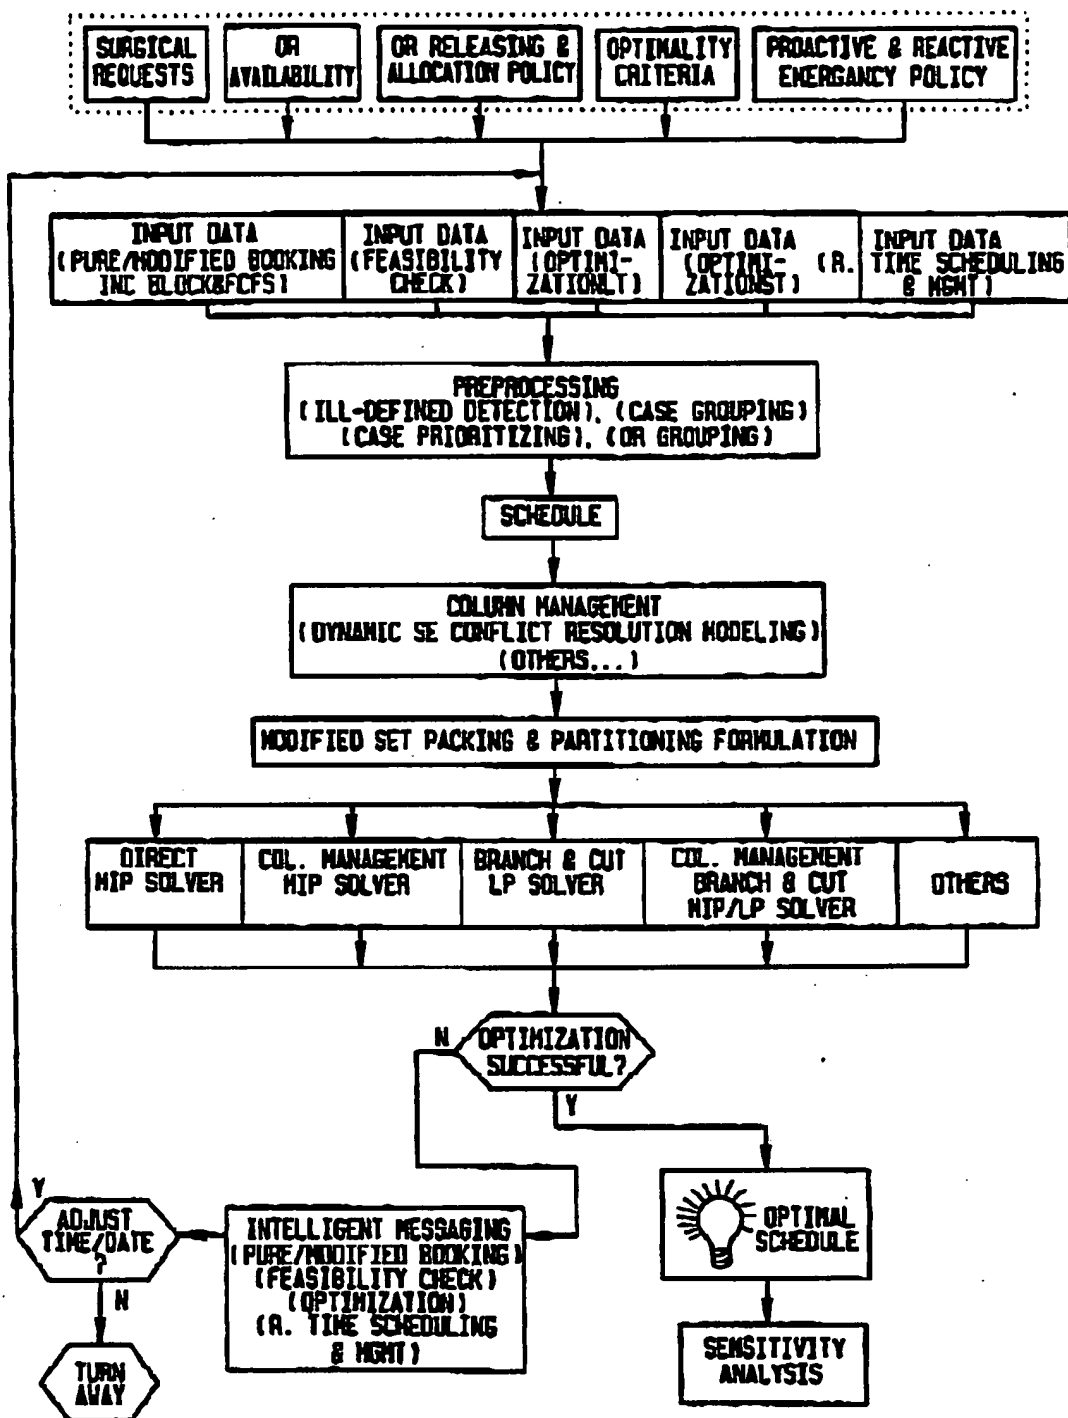 SURGICAL
REQUESTS
OR
AVAILABILITY
OR RELEASING &
ALLOCATION POLICY
OPTIMALITY
CRITERIA
PROACTIVE & REACTIVE
EMERGANCY POLICY
INPUT DATA
(PURE/MODIFIED BOOKING
INC BLOCK&FCFS)
INPUT DATA
(FEASIBILITY
CHECK)
INPUT DATA
(OPTIMI-
ZATIONLT)
INPUT DATA
(OPTIMI-
ZATIONST)
INPUT DATA
(R. TIME SCHEDULING
& MGMT)
PREPROCESSING
(ILL-DEFINED DETECTION), (CASE GROUPING)
(CASE PRIORITIZING), (OR GROUPING)
SCHEDULE
COLUMN MANAGEMENT
(DYNAMIC SE CONFLICT RESOLUTION MODELING)
(OTHERS...)
MODIFIED SET PACKING & PARTITIONING FORMULATION
DIRECT
MIP SOLVER
COL. MANAGEMENT
MIP SOLVER
BRANCH & CUT
LP SOLVER
COL. MANAGEMENT
BRANCH & CUT
MIP/LP SOLVER
OTHERS
N
OPTIMIZATION
SUCCESSFUL?
Y
Y
ADJUST
TIME/DATE
?
N
TURN
AWAY
INTELLIGENT MESSAGING
(PURE/MODIFIED BOOKING)
(FEASIBILITY CHECK)
(OPTIMIZATION)
(R. TIME SCHEDULING
& MGMT)
OPTIMAL
SCHEDULE
SENSITIVITY
ANALYSIS